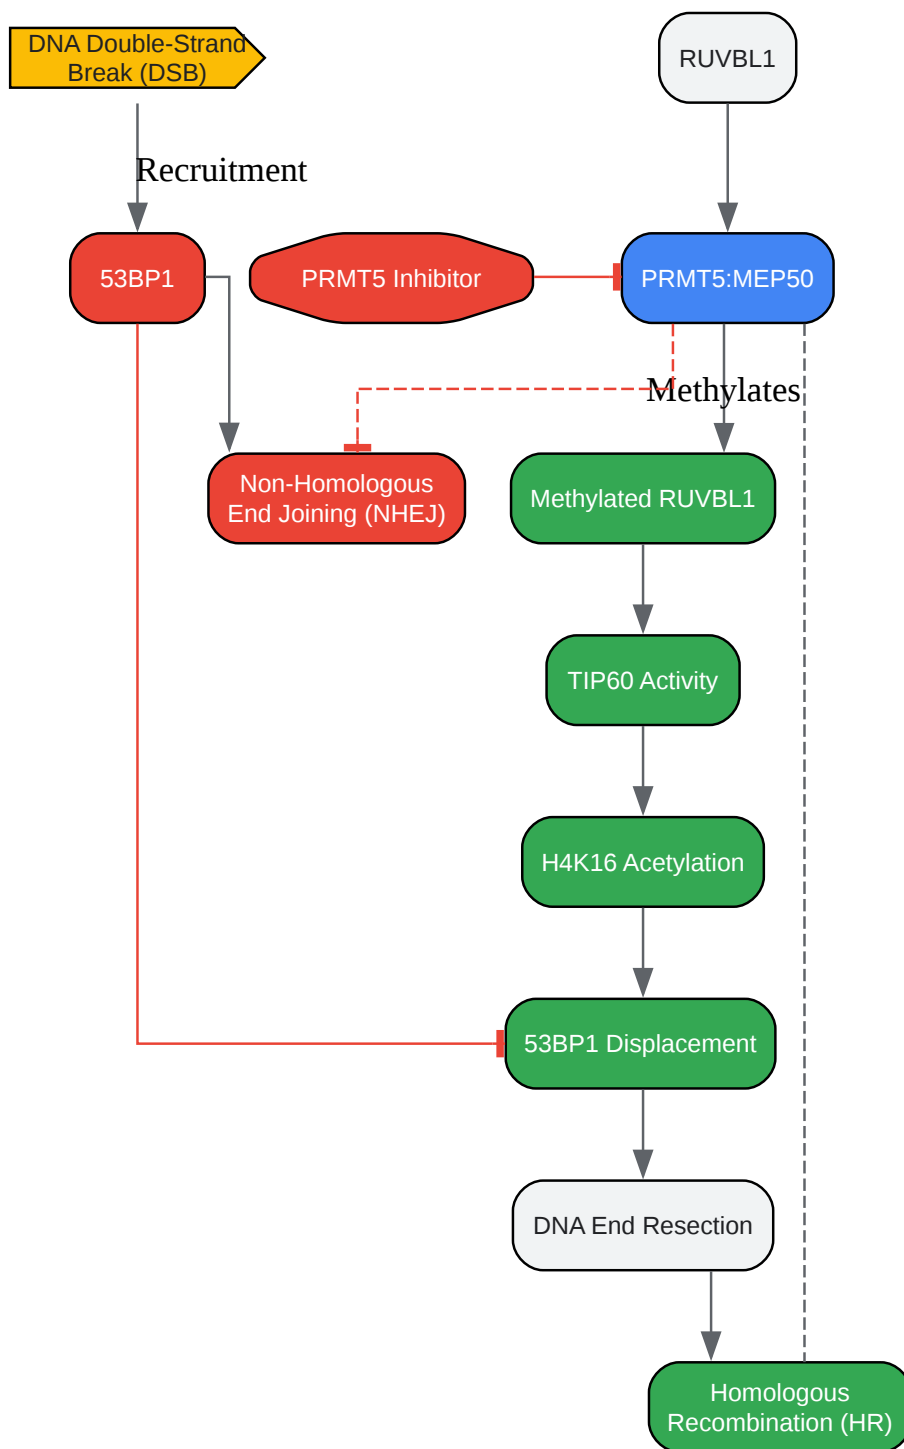 DNA Double-Strand
Break (DSB)
RUVBL1
Recruitment
53BP1
PRMT5 Inhibitor
PRMT5:MEP50
Methylates
Non-Homologous
End Joining (NHEJ)
Methylated RUVBL1
TIP60 Activity
H4K16 Acetylation
53BP1 Displacement
DNA End Resection
Homologous
Recombination (HR)